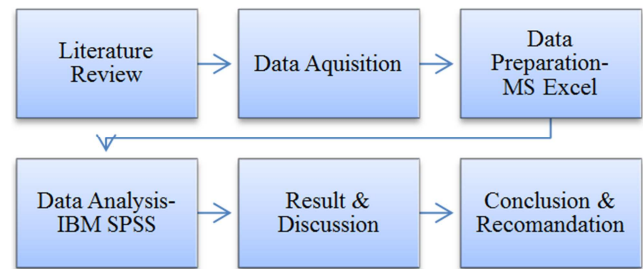 Literature
Review
Data Aquisition
Data
Preparation-
MS Excel
Data Analysis-
IBM SPSS
Result &
Discussion
Conclusion &
Recomandation